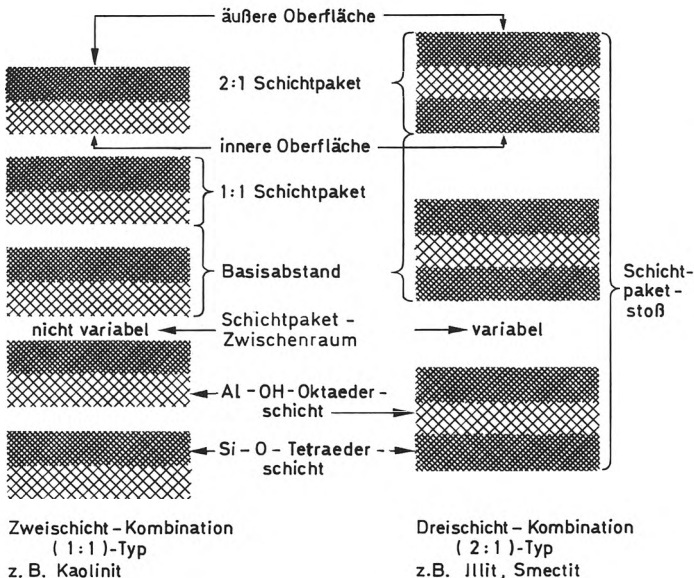 äußere Oberfläche
2:1 Schichtpaket
innere Oberfläche
1:1 Schichtpaket
Basisabstand
Schicht-
paket-
stoß
nicht variabel
Schichtpaket-
Zwischenraum
variabel
Al-OH-Oktaeder-
schicht
Si-O-Tetraeder
schicht
Zweischicht-Kombination
(1:1)-Typ
z.B. Kaolinit
Dreischicht-Kombination
(2:1)-Typ
z.B. Jllit, Smectit